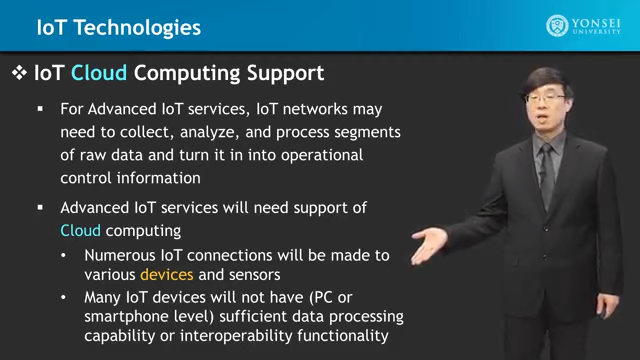 IoT Technologies
YONSEI
UNIVERSITY
❖ IoT Cloud Computing Support
▪ For Advanced IoT services, IoT networks may
need to collect, analyze, and process segments
of raw data and turn it in into operational
control information
▪ Advanced IoT services will need support of
Cloud computing
• Numerous IoT connections will be made to
various devices and sensors
• Many IoT devices will not have (PC or
smartphone level) sufficient data processing
capability or interoperability functionality